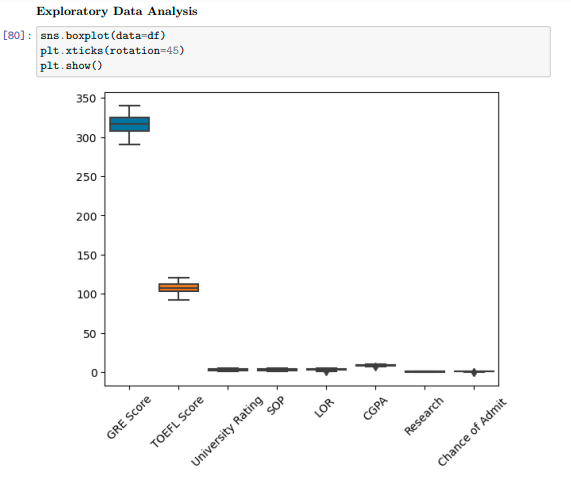 Exploratory Data Analysis
[80]: sns.boxplot(data=df)
plt.xticks(rotation=45)
plt.show()
350
300
250
200
150
100
50
0
GRE Score
TOEFL Score
University Rating
SOP
LOR
CGPA
Research
Chance of Admit